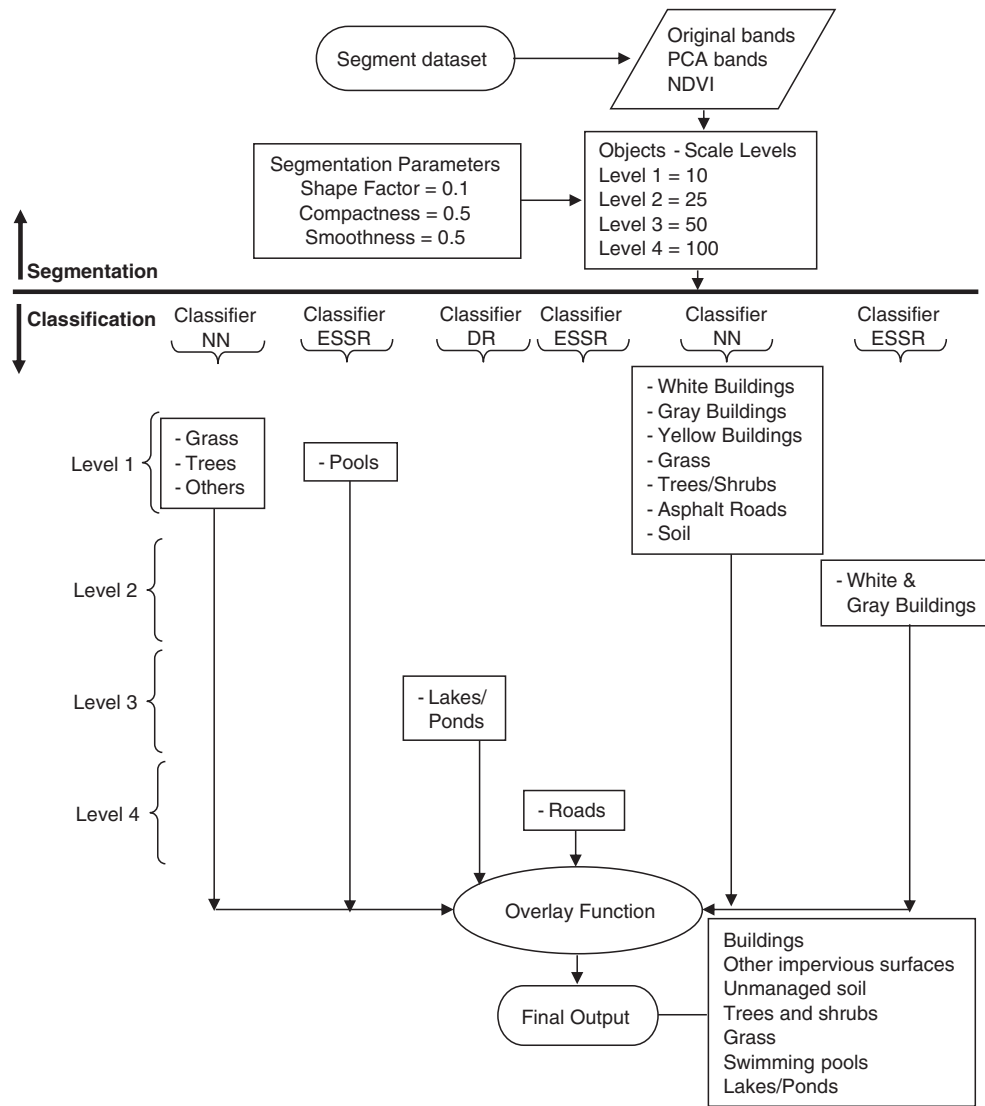 Segment dataset
Original bands
PCA bands
NDVI
Segmentation Parameters
Shape Factor = 0.1
Compactness = 0.5
Smoothness = 0.5
Objects - Scale Levels
Level 1 = 10
Level 2 = 25
Level 3 = 50
Level 4 = 100
Segmentation
Classification
Classifier
NN
Classifier
ESSR
Classifier
DR
Classifier
ESSR
Classifier
NN
Classifier
ESSR
Level 1
- Grass
- Trees
- Others
- Pools
- White Buildings
- Gray Buildings
- Yellow Buildings
- Grass
- Trees/Shrubs
- Asphalt Roads
- Soil
Level 2
- White &
Gray Buildings
Level 3
- Lakes/
Ponds
Level 4
- Roads
Overlay Function
Final Output
Buildings
Other impervious surfaces
Unmanaged soil
Trees and shrubs
Grass
Swimming pools
Lakes/Ponds